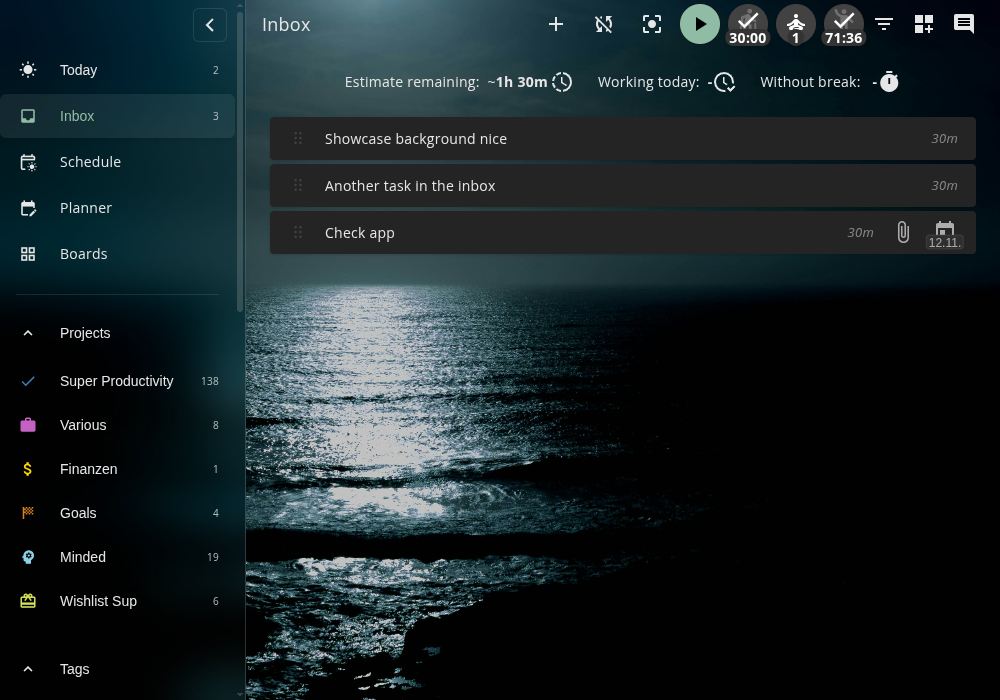 Inbox
30:00
1
71:36
Today 2
Inbox 3
Schedule
Planner
Boards
Projects
Super Productivity 138
Various 8
Finanzen 1
Goals 4
Minded 19
Wishlist Sup 6
Tags
Estimate remaining: ~1h 30m Working today: - Without break: -
Showcase background nice 30m
Another task in the inbox 30m
Check app 30m 12.11.